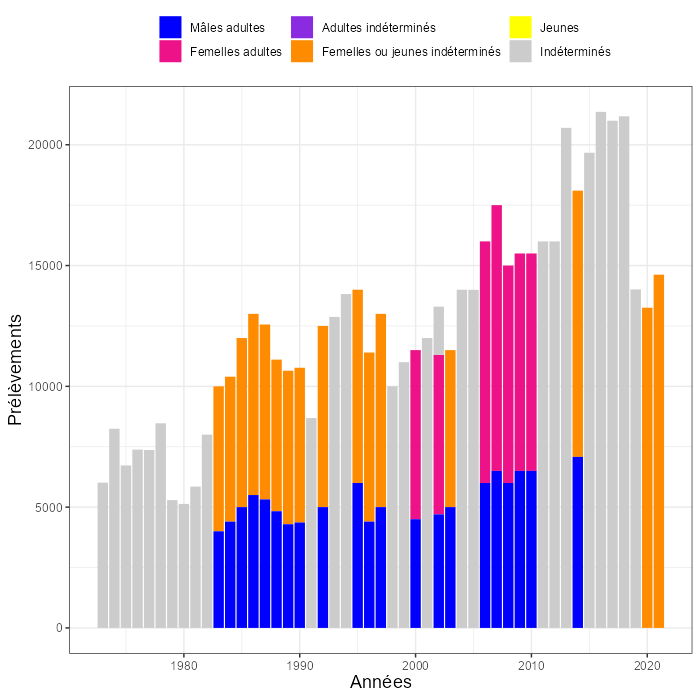 Mâles adultes
Adultes indéterminés
Jeunes
Femelles adultes
Femelles ou jeunes indéterminés
Indéterminés
Prélèvements
20000
15000
10000
5000
0
1980 1990 2000 2010 2020
Années